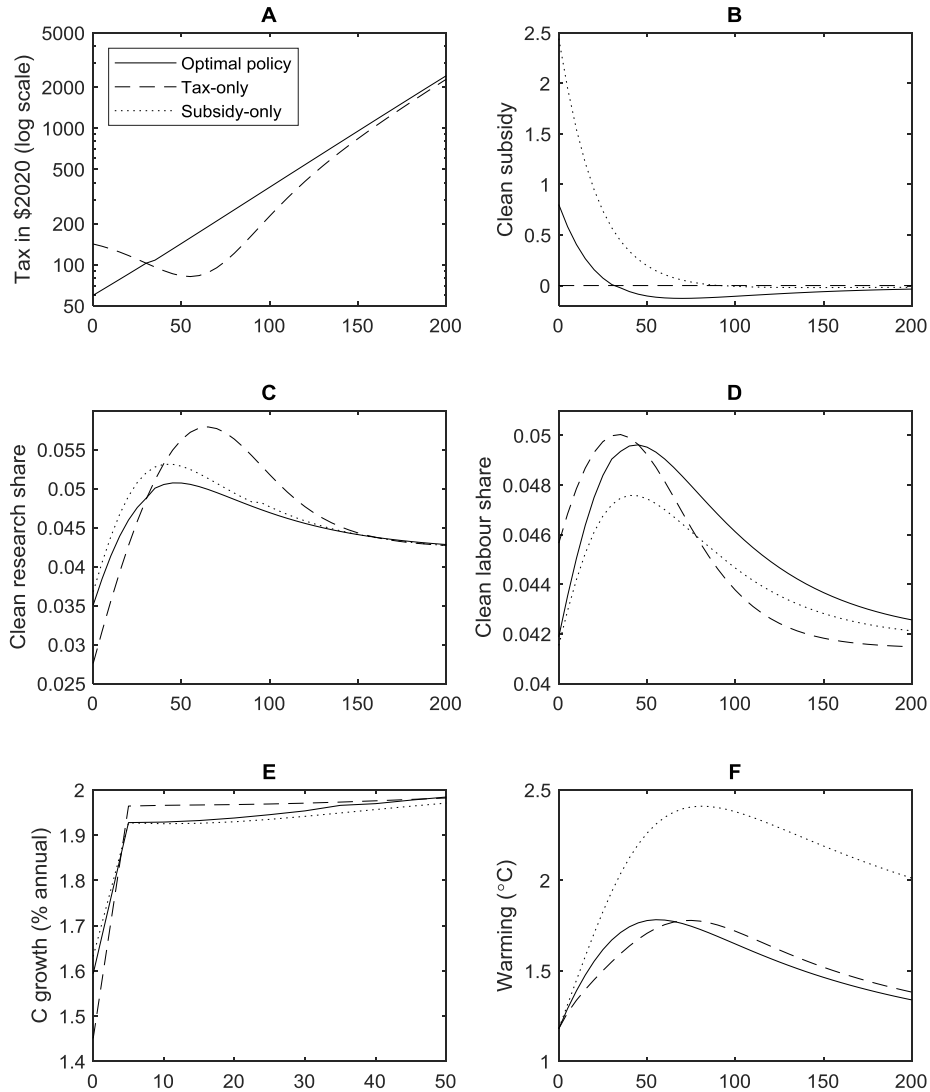 A
Tax in $2020 (log scale)
5000
2000
1000
500
200
100
50
Optimal policy
Tax-only
Subsidy-only
0 50 100 150 200
B
Clean subsidy
2.5
2
1.5
1
0.5
0
0 50 100 150 200
C
Clean research share
0.055
0.05
0.045
0.04
0.035
0.03
0.025
0 50 100 150 200
D
Clean labour share
0.05
0.048
0.046
0.044
0.042
0.04
0 50 100 150 200
E
C growth (% annual)
2
1.9
1.8
1.7
1.6
1.5
1.4
0 10 20 30 40 50
F
Warming (°C)
2.5
2
1.5
1
0 50 100 150 200